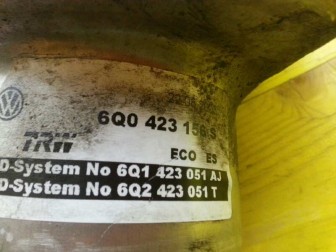 6Q0 423 156 S
TRW
ECO ES
D-System No 6Q1 423 051 AJ
D-System No 6Q2 423 051 T